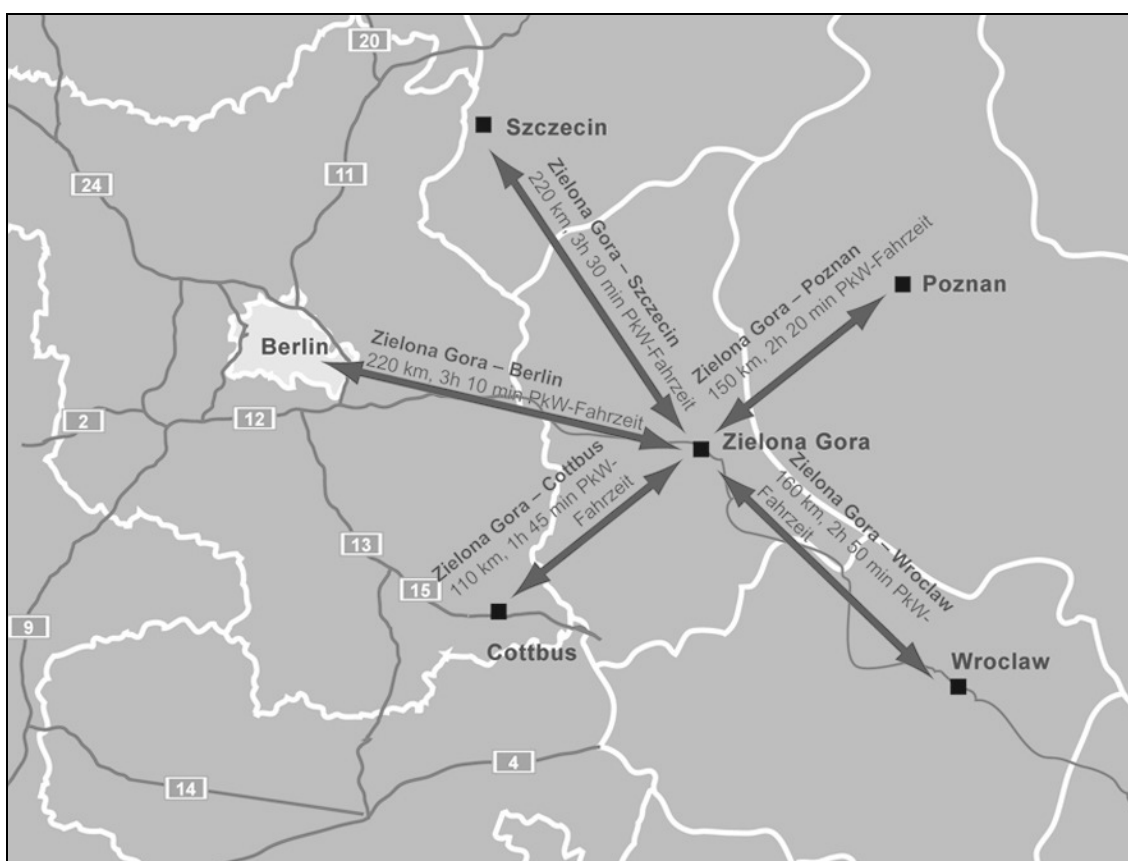 20
Szczecin
24
11
Zielona Gora – Szczecin
220 km, 3h 30 min PkW-Fahrzeit
Zielona Gora – Poznan
150 km, 2h 20 min PkW-Fahrzeit
Poznan
Berlin
Zielona Gora – Berlin
220 km, 3h 10 min PkW-Fahrzeit
2
12
Zielona Gora
Zielona Gora – Cottbus
110 km, 1h 45 min PkW-
Fahrzeit
Zielona Gora – Wroclaw
160 km, 2h 50 min PkW-
Fahrzeit
13
15
9
Cottbus
Wroclaw
4
14